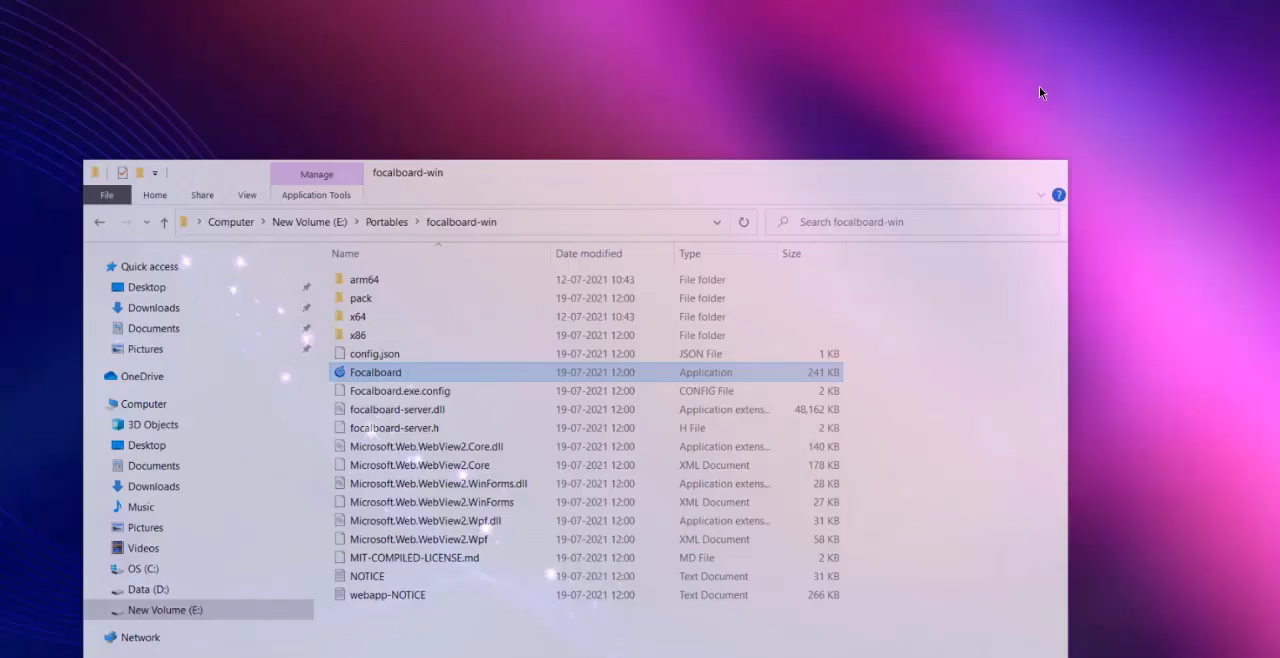 Manage focalboard-win
File Home Share View Application Tools
Computer New Volume (E:) Portables focalboard-win Search focalboard-win
Name Date modified Type Size
Quick access
Desktop
Downloads
Documents
Pictures
OneDrive
Computer
3D Objects
Desktop
Documents
Downloads
Music
Pictures
Videos
OS (C:)
Data (D:)
New Volume (E:)
Network
arm64 12-07-2021 10:43 File folder
pack 19-07-2021 12:00 File folder
x64 12-07-2021 10:43 File folder
x86 19-07-2021 12:00 File folder
config.json 19-07-2021 12:00 JSON File 1 KB
Focalboard 19-07-2021 12:00 Application 241 KB
Focalboard.exe.config 19-07-2021 12:00 CONFIG File 2 KB
focalboard-server.dll 19-07-2021 12:00 Application extens... 48,162 KB
focalboard-server.h 19-07-2021 12:00 H File 2 KB
Microsoft.Web.WebView2.Core.dll 19-07-2021 12:00 Application extens... 140 KB
Microsoft.Web.WebView2.Core 19-07-2021 12:00 XML Document 178 KB
Microsoft.Web.WebView2.WinForms.dll 19-07-2021 12:00 Application extens... 28 KB
Microsoft.Web.WebView2.WinForms 19-07-2021 12:00 XML Document 27 KB
Microsoft.Web.WebView2.Wpf.dll 19-07-2021 12:00 Application extens... 31 KB
Microsoft.Web.WebView2.Wpf 19-07-2021 12:00 XML Document 58 KB
MIT-COMPILED-LICENSE.md 19-07-2021 12:00 MD File 2 KB
NOTICE 19-07-2021 12:00 Text Document 31 KB
webapp-NOTICE 19-07-2021 12:00 Text Document 266 KB